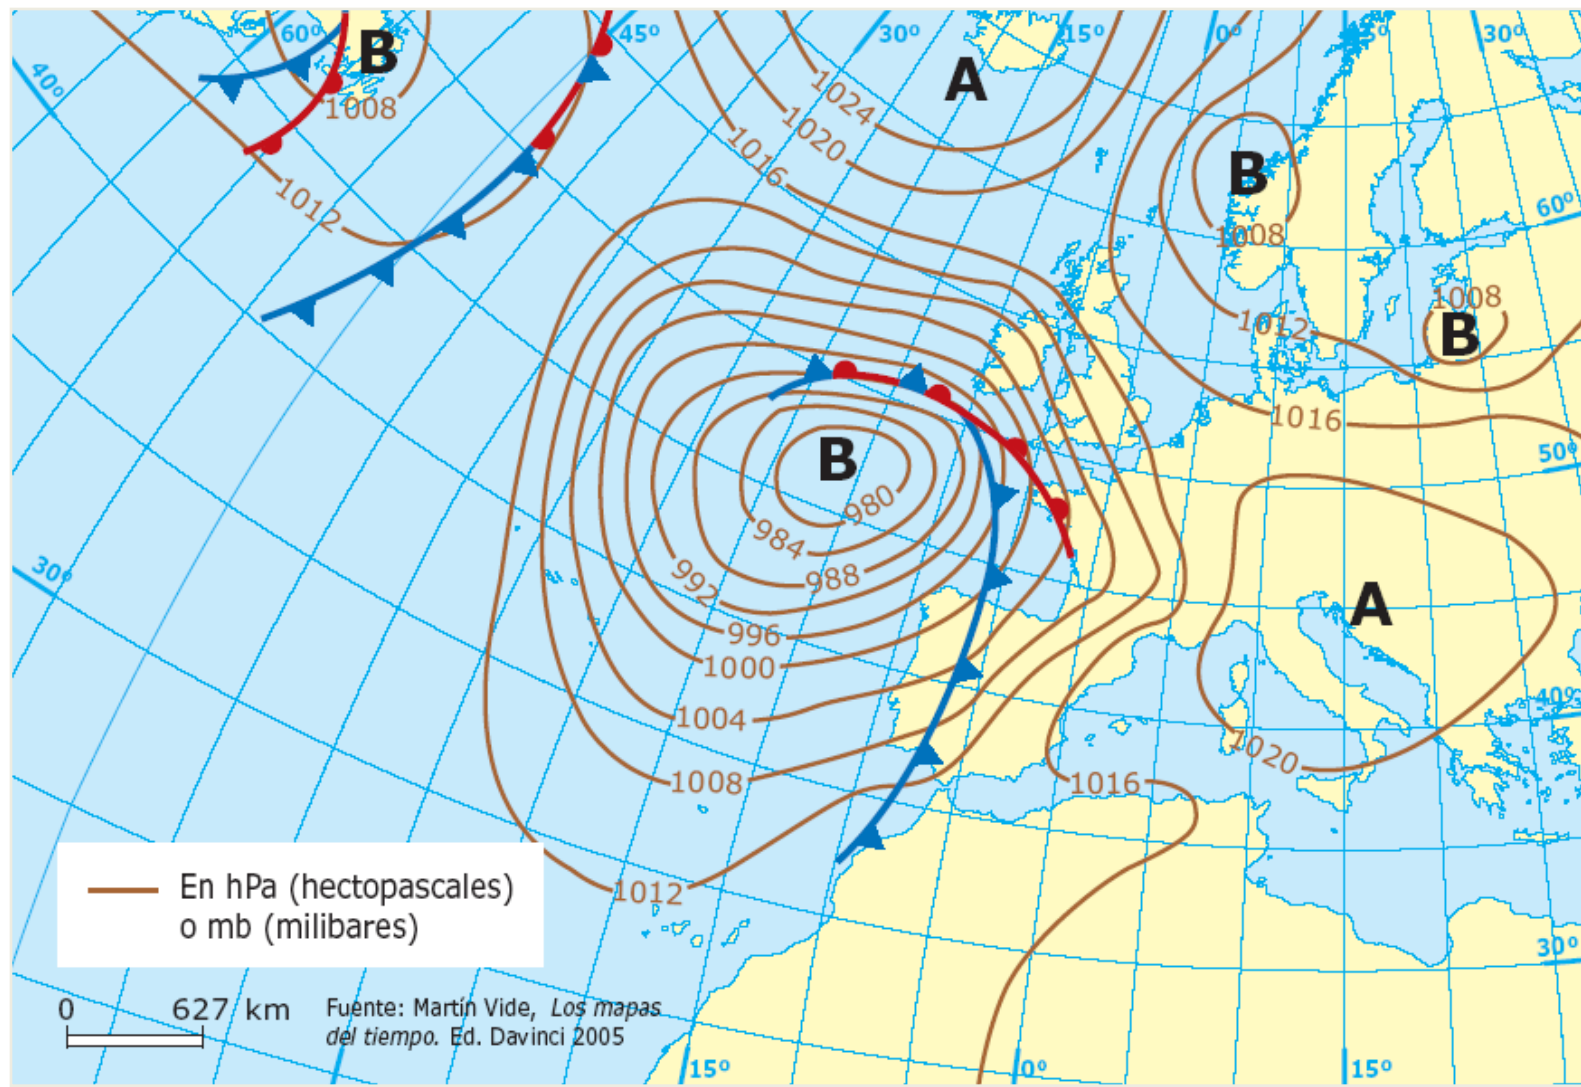 60º
45º
30º
15º
0º
30º
B
A
40º
1008
1024
1020
1016
B
1012
1008
60º
1008
B
1012
1016
50º
B
980
984
988
992
30º
A
996
1000
40º
1004
1020
1008
1016
1012
En hPa (hectopascales)
o mb (milibares)
30º
0 627 km
Fuente: Martín Vide, Los mapas
del tiempo. Ed. Davinci 2005
15º
0º
15º